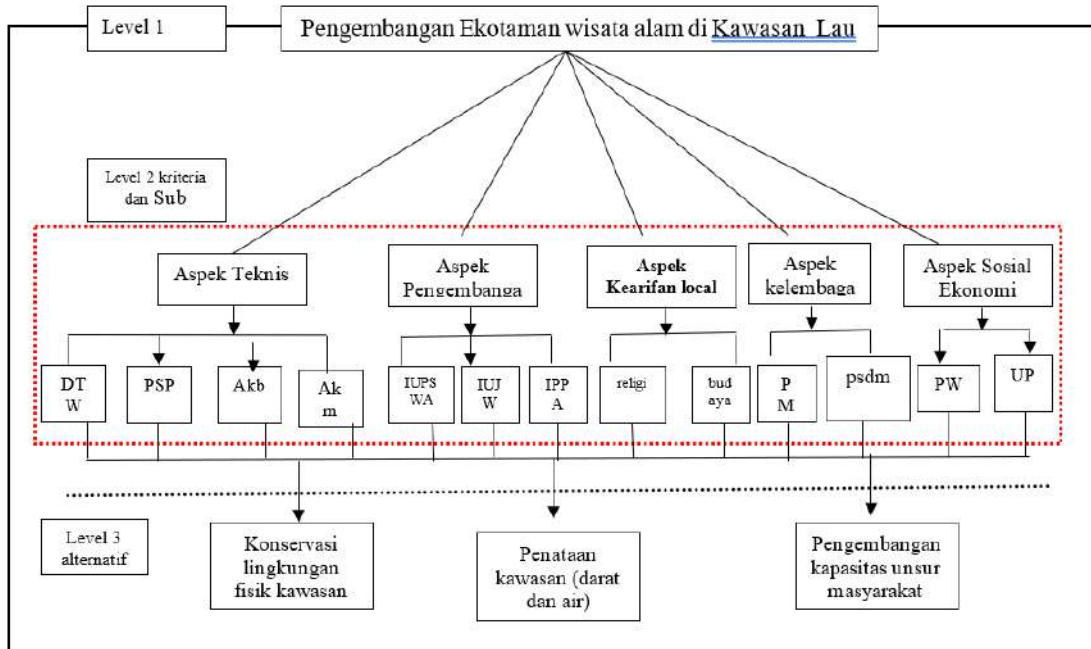 Level 1
Pengembangan Ekotaman wisata alam di Kawasan Lau
Level 2 kriteria
dan Sub
Aspek Teknis
Aspek
Pengembanga
Aspek
Kearifan local
Aspek
kelembaga
Aspek Sosial
Ekonomi
DT
W
PSP
Akb
Ak
m
IUPS
WA
IUJ
W
IPP
A
religi
bud
aya
P
M
psdm
PW
UP
Level 3
alternatif
Konservasi
lingkungan
fisik kawasan
Penataan
kawasan (darat
dan air)
Pengembangan
kapasitas unsur
masyarakat